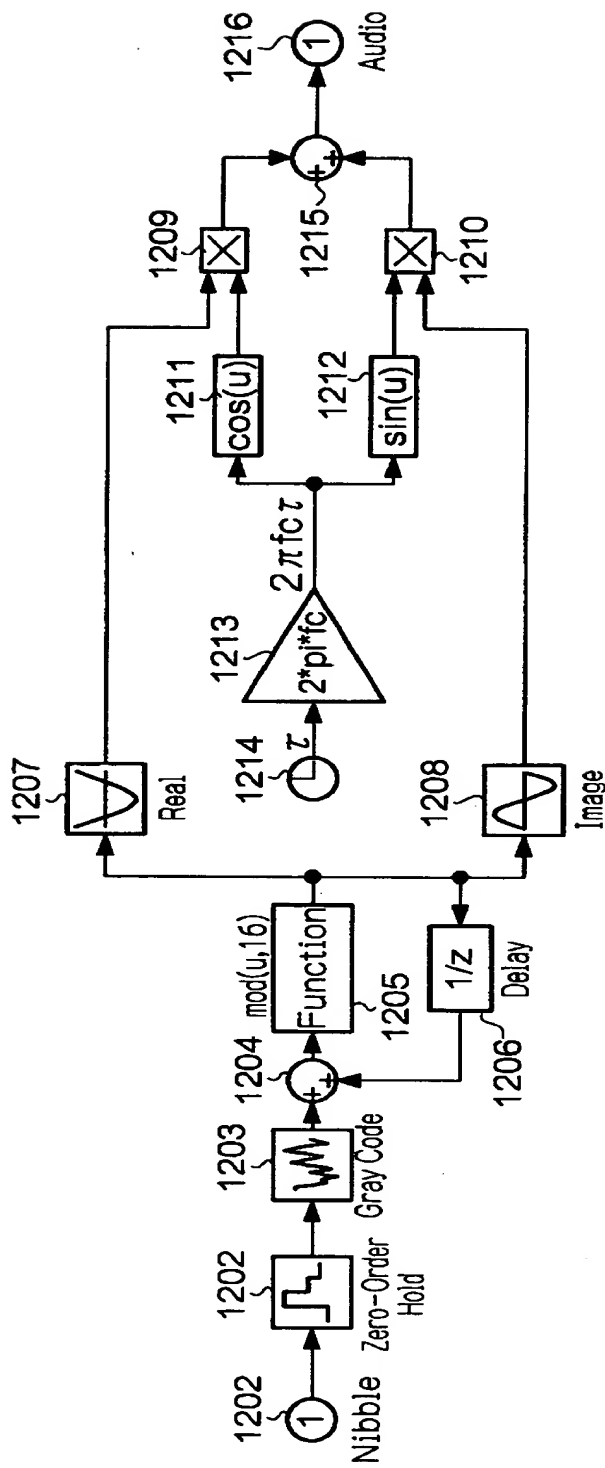 1202
1
Nibble
1202
Zero-Order
Hold
1203
Gray Code
1204
+
+
mod(u,16)
Function
1205
1/z
Delay
1206
1207
Real
1208
Image
1214
τ
1213
2*pi*fc
2πfcτ
1211
cos(u)
1212
sin(u)
1209
1210
+
+
1215
1216
1
Audio